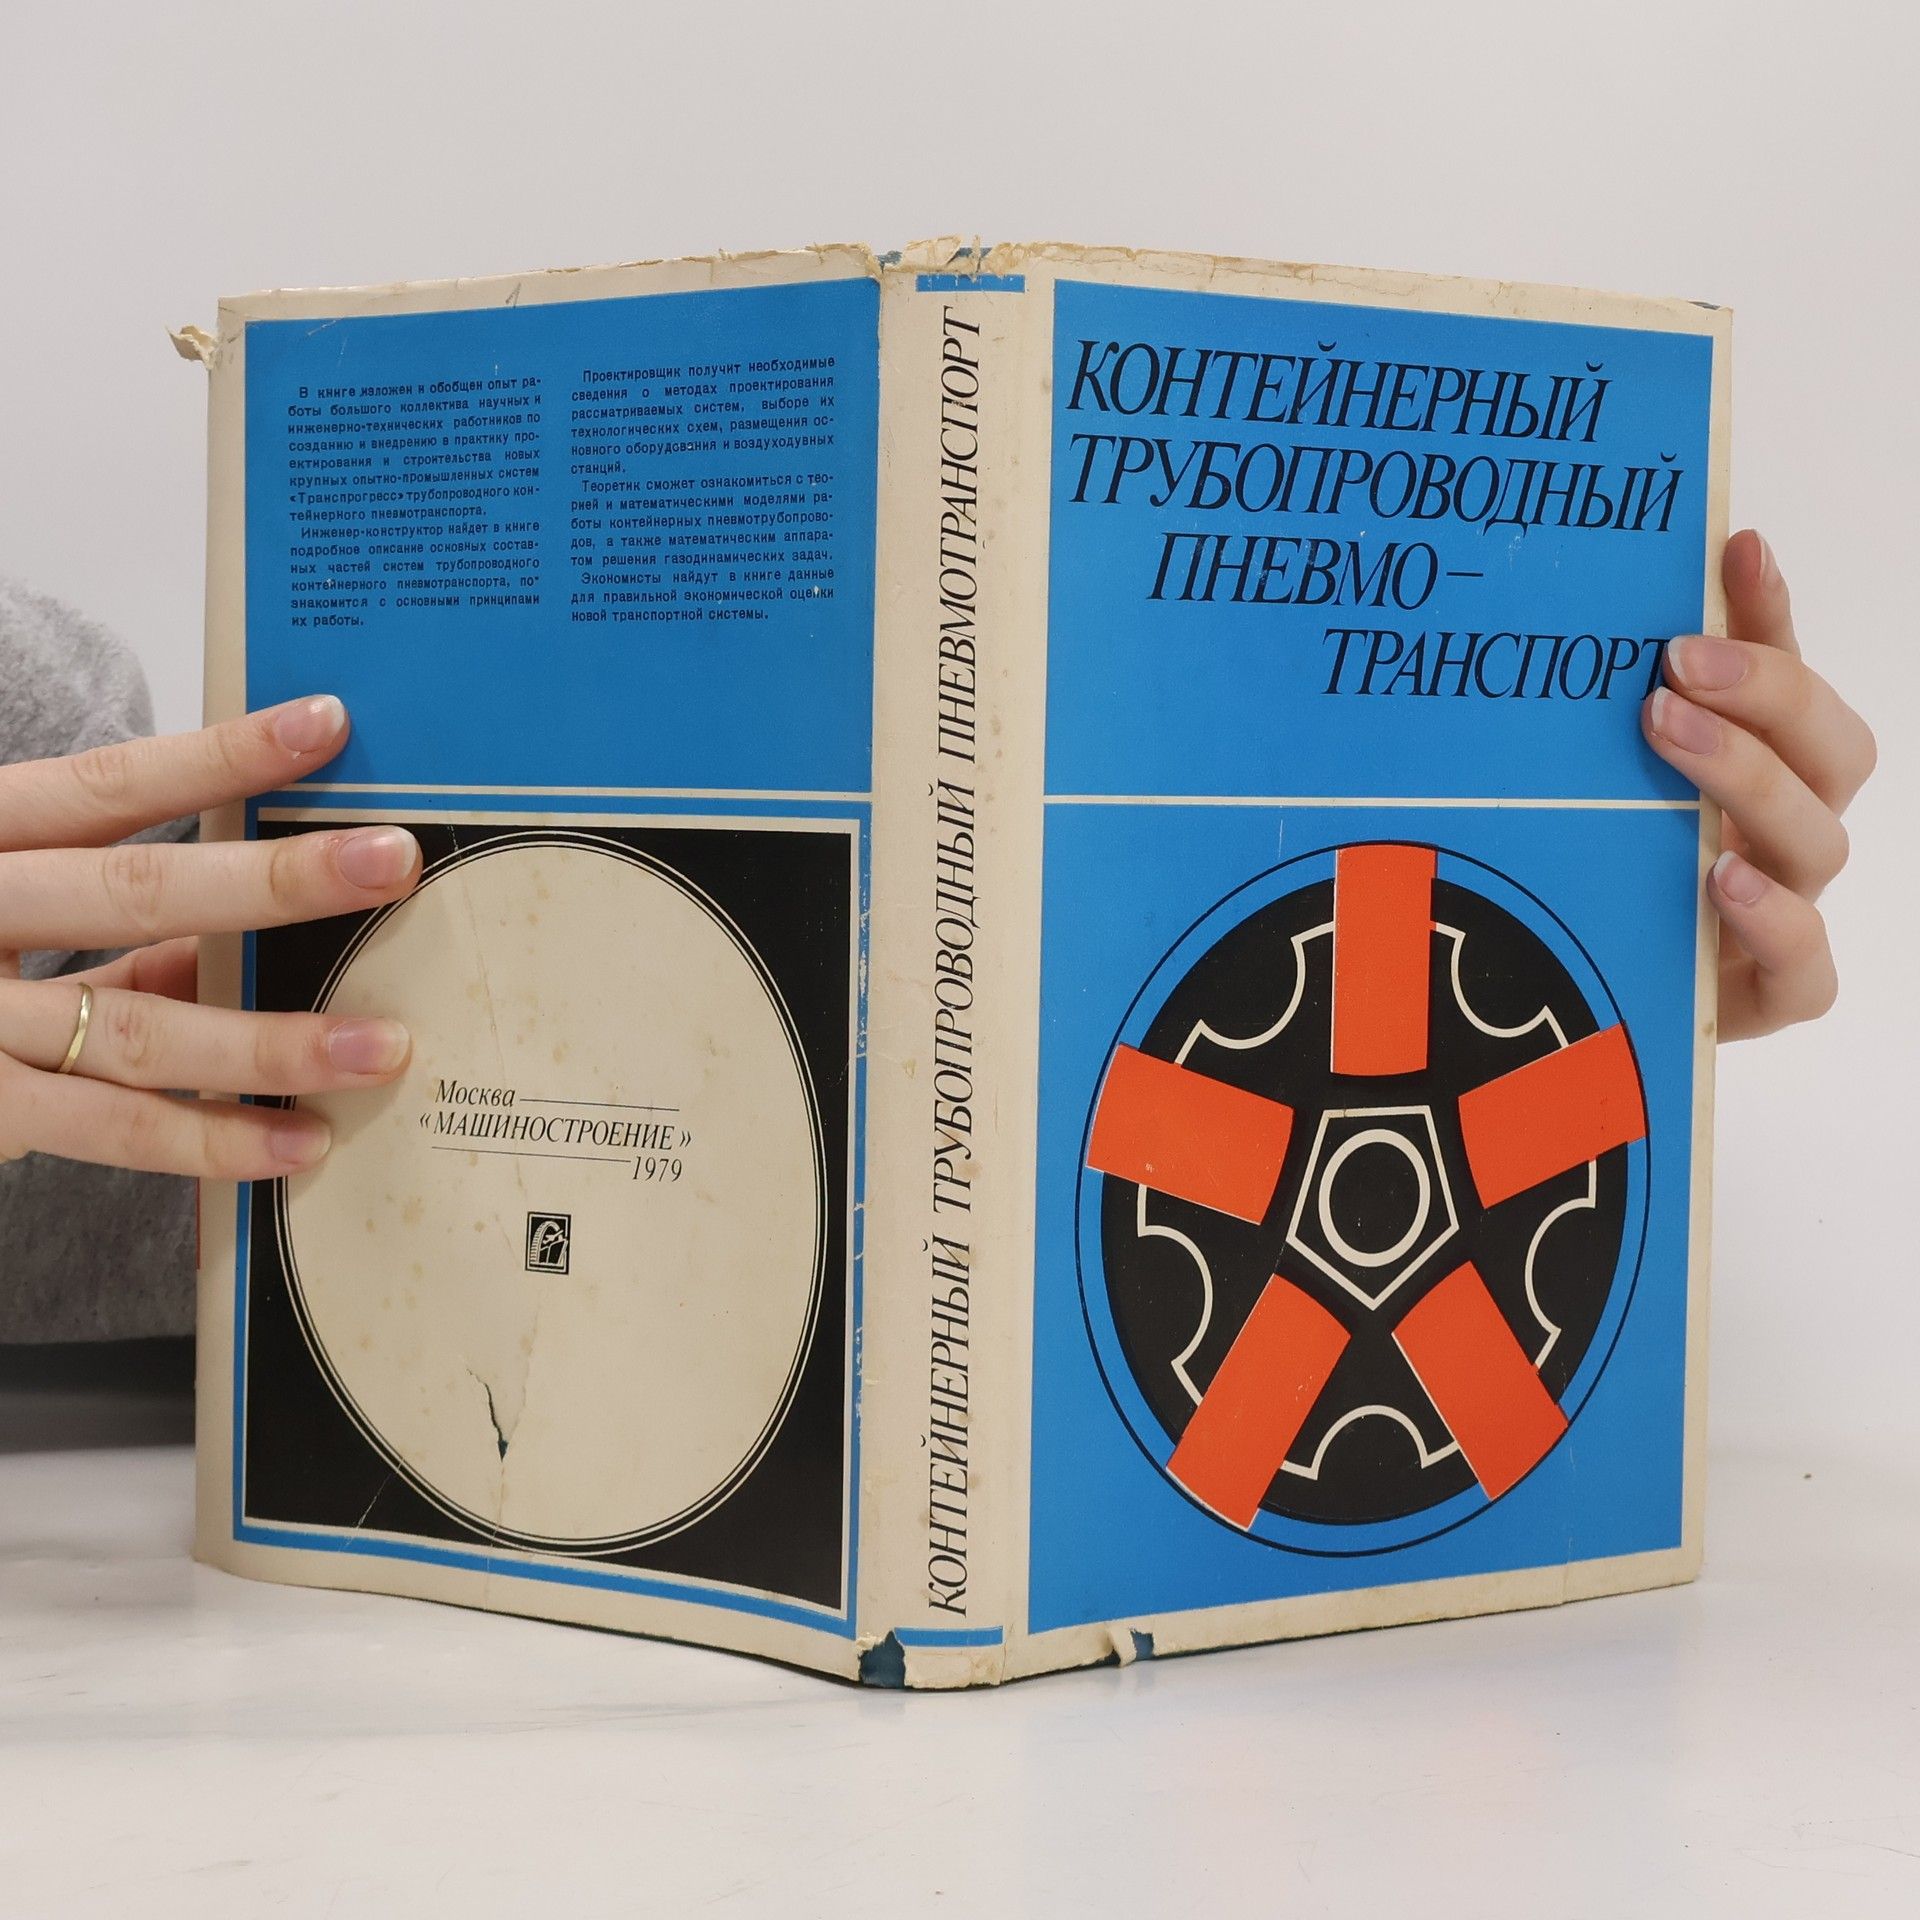 В книге изложен и обобщен опыт ра-
боты большого коллектива научных и
инженерно-технических работников по
созданию и внедрению в практику про-
ектирования и строительства новых
крупных опытно-промышленных систем
«Транспрогресс» трубопроводного кон-
тейнерного пневмотранспорта.
Инженер-конструктор найдет в книге
подробное описание основных состав-
ных частей систем трубопроводного
контейнерного пневмотранспорта, по-
знакомится с основными принципами
их работы.
Проектировщик получит необходимые
сведения о методах проектирования
рассматриваемых систем, выборе их
технологических схем, размещения ос-
новного оборудования и воздуходувных
станций.
Теоретик сможет ознакомиться с тео-
рией и математическими моделями ра-
боты контейнерных пневмотрубопрово-
дов, а также математическим аппара-
том решения газодинамических задач.
Экономисты найдут в книге данные
для правильной экономической оценки
новой транспортной системы.
Москва
«МАШИНОСТРОЕНИЕ»
1979
КОНТЕЙНЕРНЫЙ ТРУБОПРОВОДНЫЙ ПНЕВМОТРАНСПОРТ
КОНТЕЙНЕРНЫЙ
ТРУБОПРОВОДНЫЙ
ПНЕВМО–
ТРАНСПОРТ